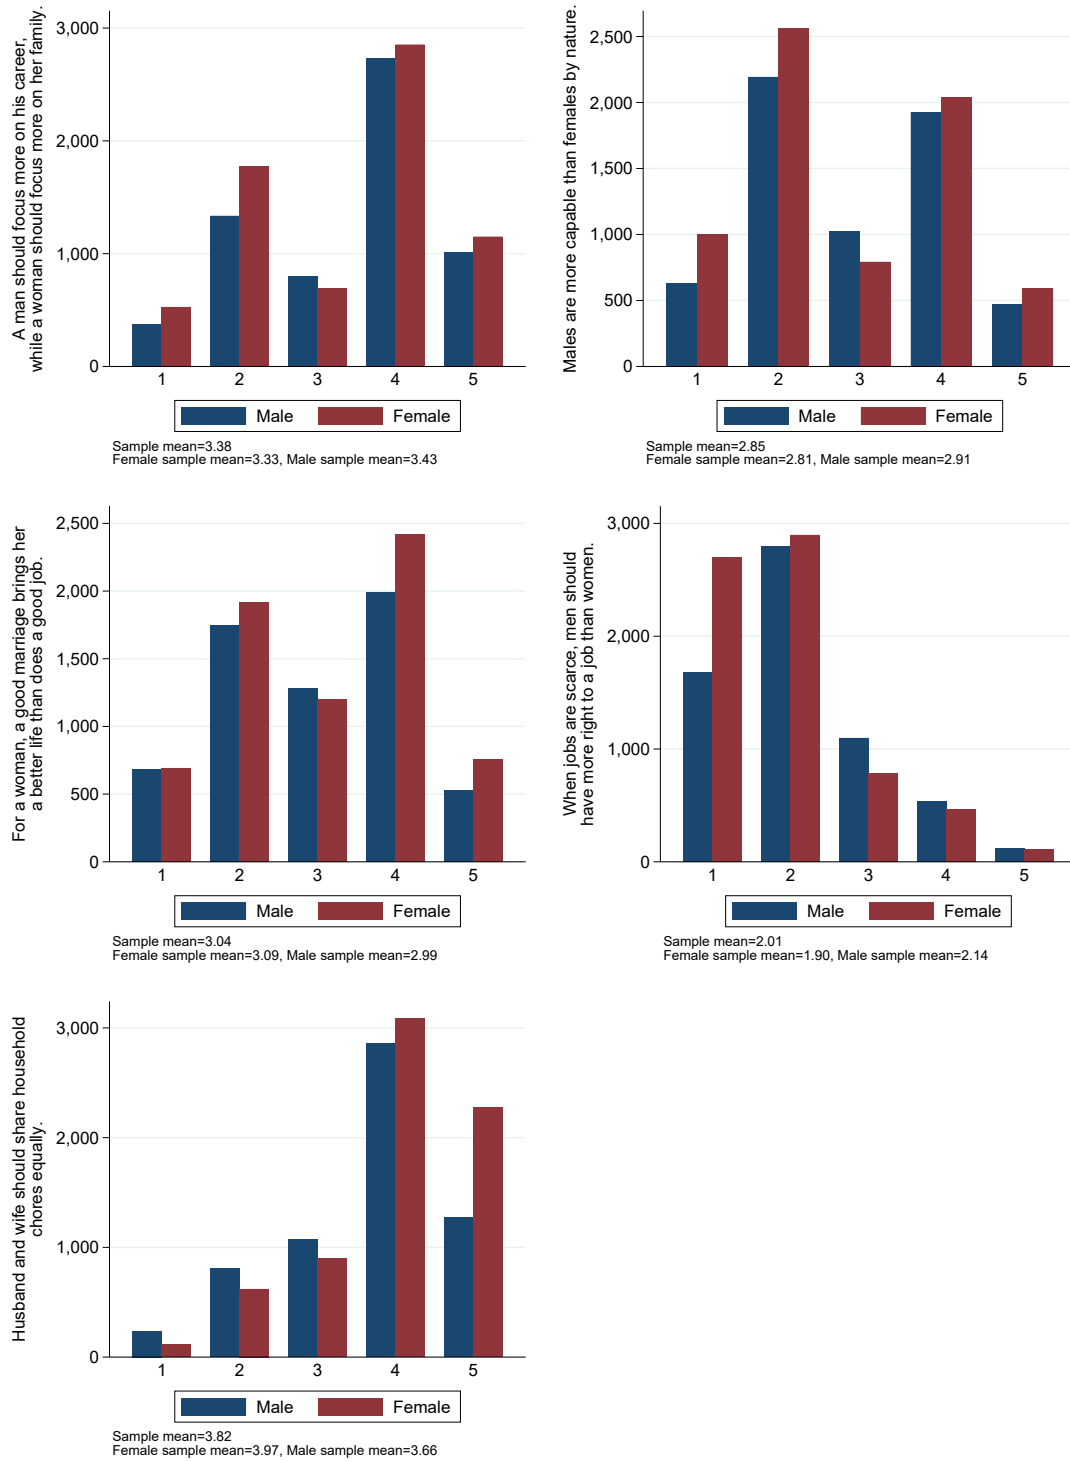 A man should focus more on his career,
while a woman should focus more on her family.
3,000
2,000
1,000
0
1 2 3 4 5
Male Female
Sample mean=3.38
Female sample mean=3.33, Male sample mean=3.43
Males are more capable than females by nature.
2,500
2,000
1,500
1,000
500
0
1 2 3 4 5
Male Female
Sample mean=2.85
Female sample mean=2.81, Male sample mean=2.91
For a woman, a good marriage brings her
a better life than does a good job.
2,500
2,000
1,500
1,000
500
0
1 2 3 4 5
Male Female
Sample mean=3.04
Female sample mean=3.09, Male sample mean=2.99
When jobs are scarce, men should
have more right to a job than women.
3,000
2,000
1,000
0
1 2 3 4 5
Male Female
Sample mean=2.01
Female sample mean=1.90, Male sample mean=2.14
Husband and wife should share household
chores equally.
3,000
2,000
1,000
0
1 2 3 4 5
Male Female
Sample mean=3.82
Female sample mean=3.97, Male sample mean=3.66